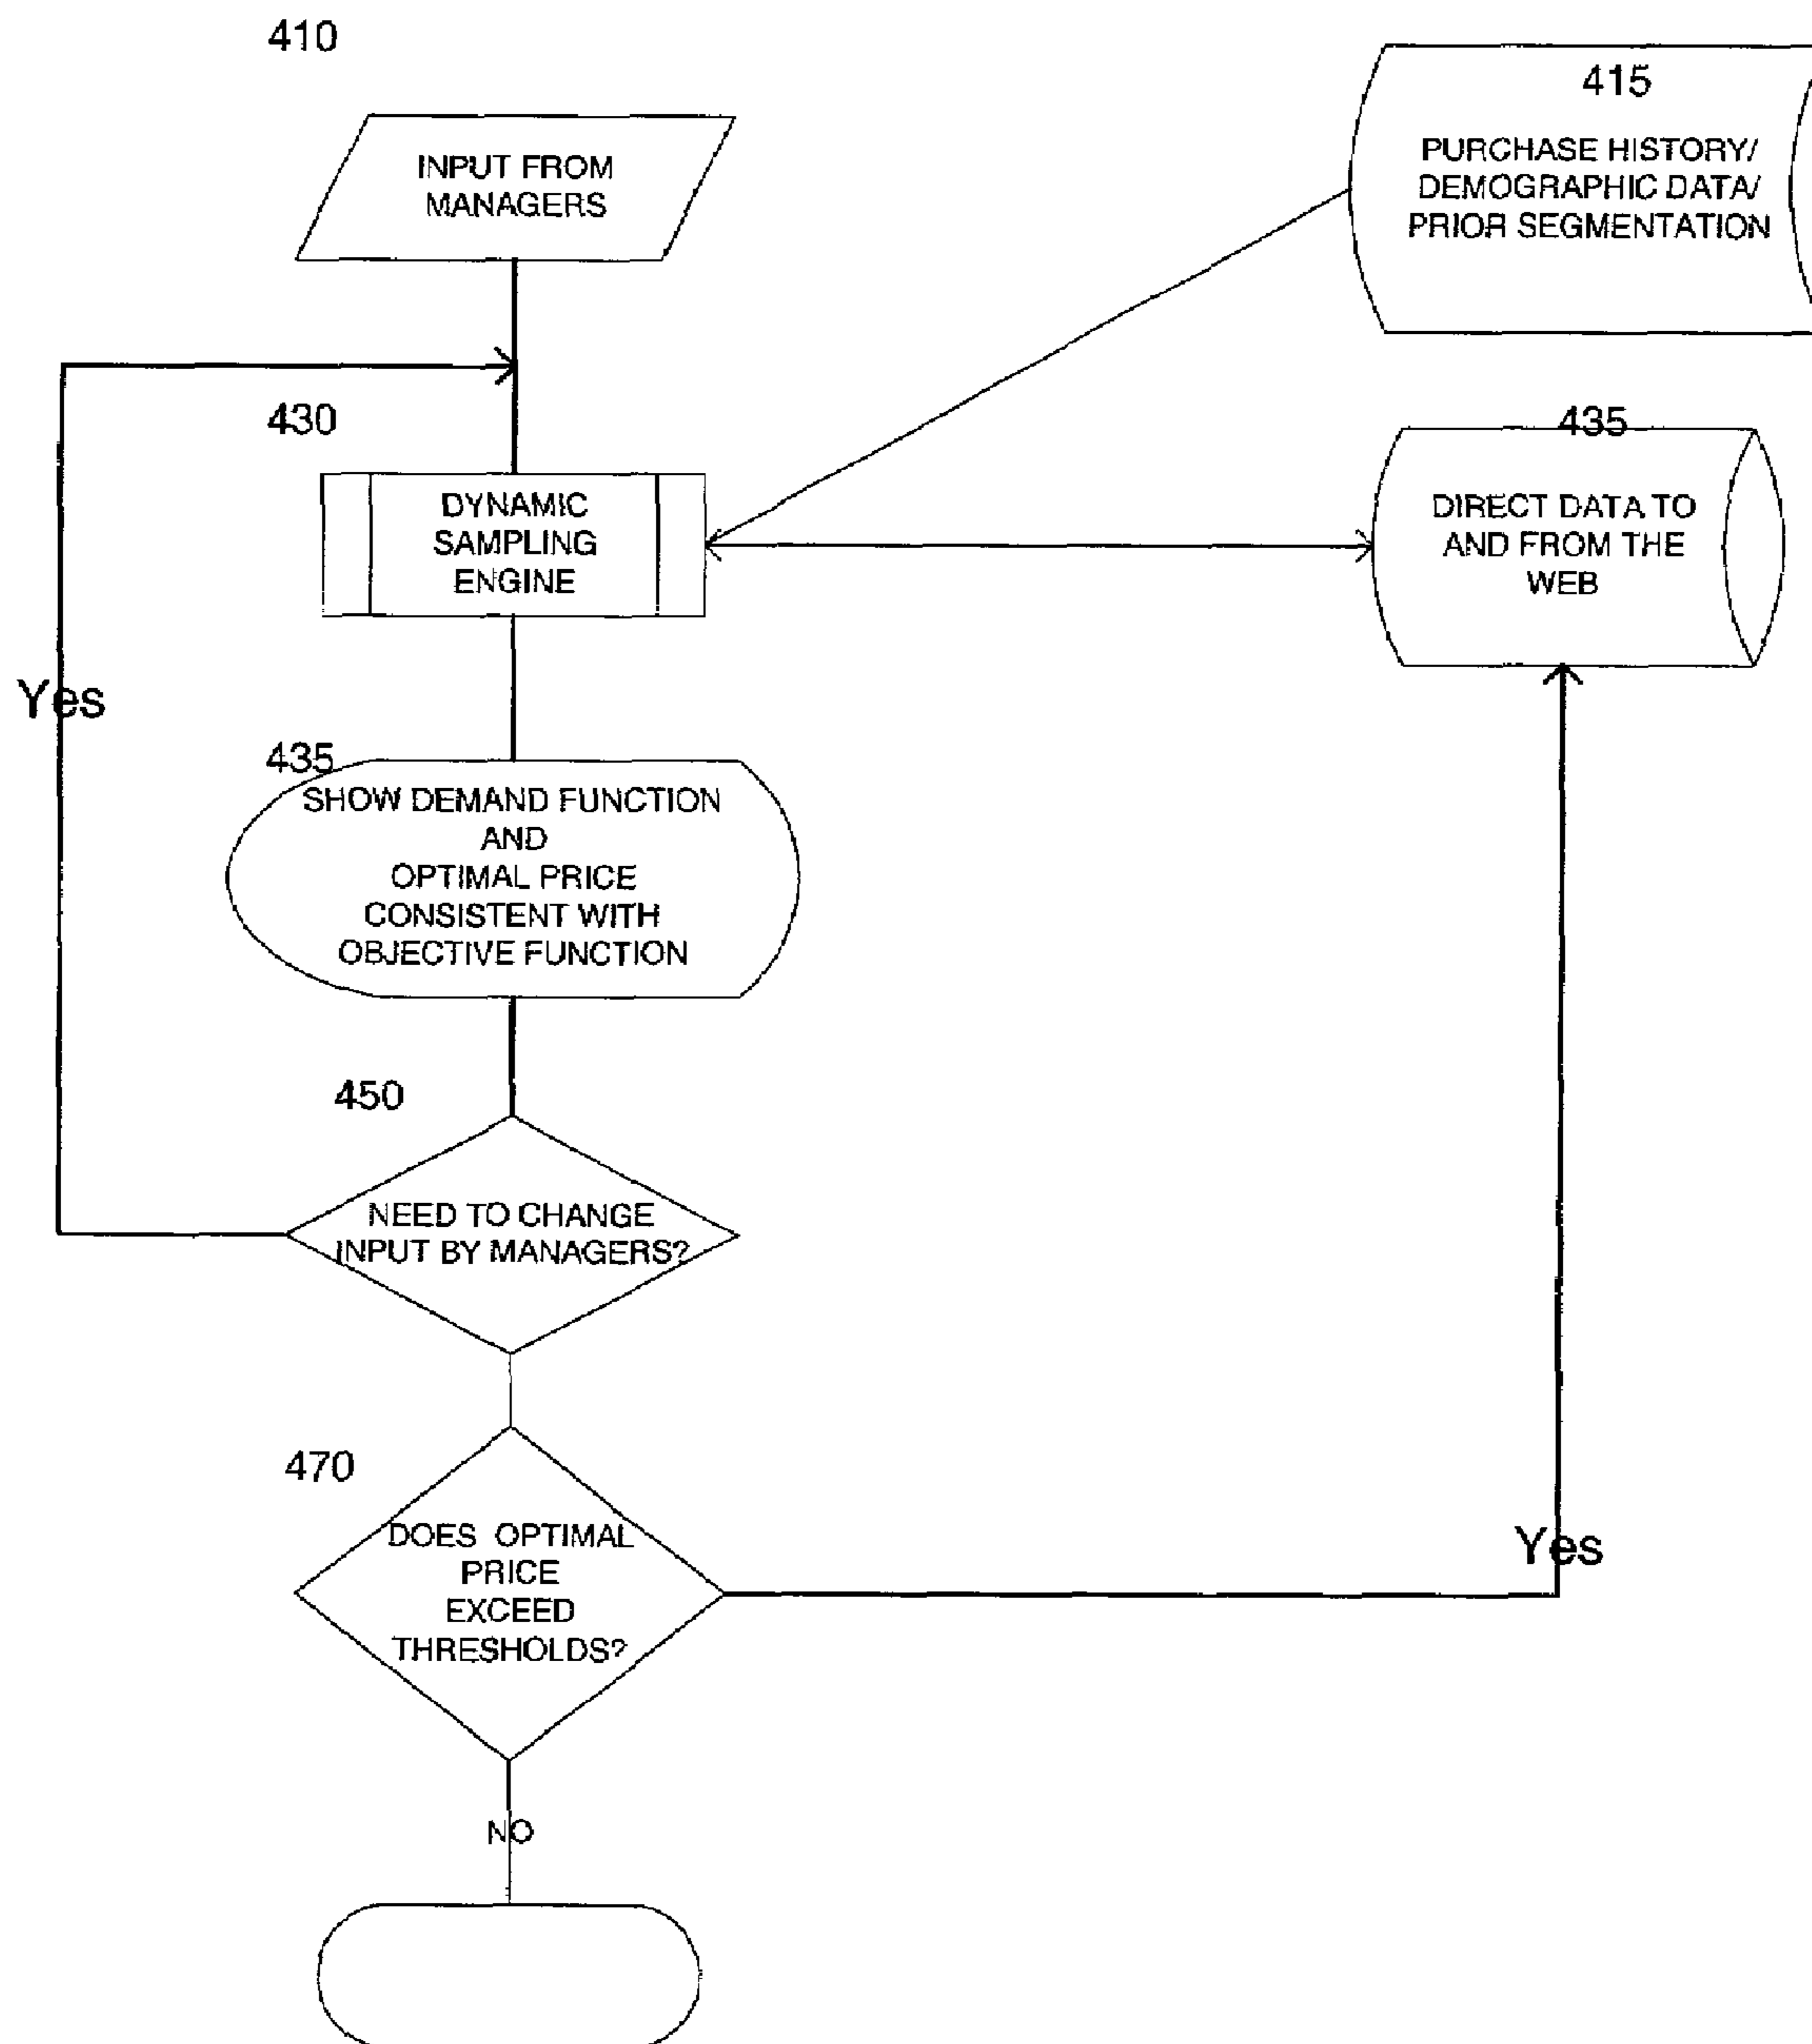 410
INPUT FROM
MANAGERS
415
PURCHASE HISTORY/
DEMOGRAPHIC DATA/
PRIOR SEGMENTATION
430
DYNAMIC
SAMPLING
ENGINE
435
DIRECT DATA TO
AND FROM THE
WEB
Yes
435
SHOW DEMAND FUNCTION
AND
OPTIMAL PRICE
CONSISTENT WITH
OBJECTIVE FUNCTION
450
NEED TO CHANGE
INPUT BY MANAGERS?
470
DOES OPTIMAL
PRICE
EXCEED
THRESHOLDS?
Yes
NO